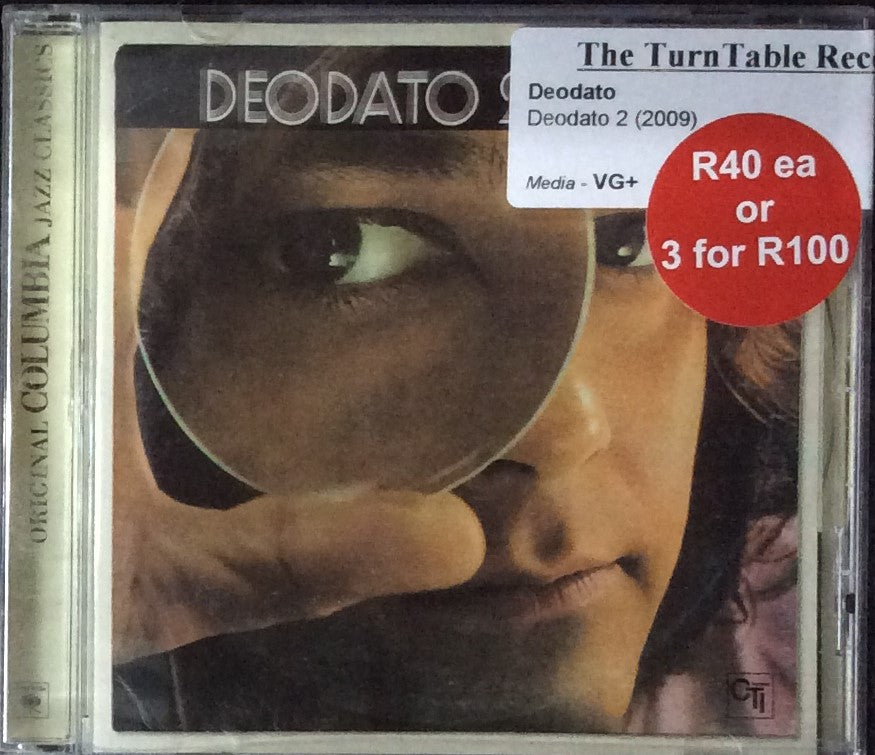 ORIGINAL COLUMBIA JAZZ CLASSICS
DEODATO 2
The TurnTable Rec
Deodato
Deodato 2 (2009)
Media - VG+
R40 ea
or
3 for R100
CTi